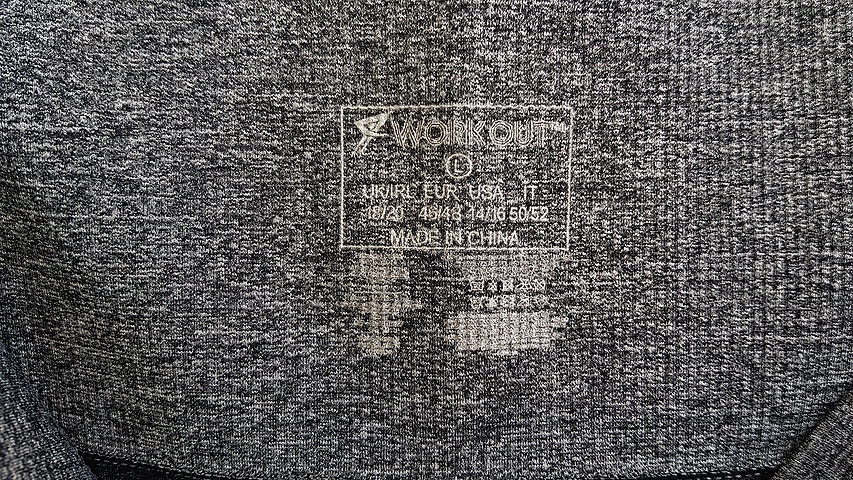 WORKOUT
L
UK/IRL EUR USA IT
18/20 46/48 14/16 50/52
MADE IN CHINA